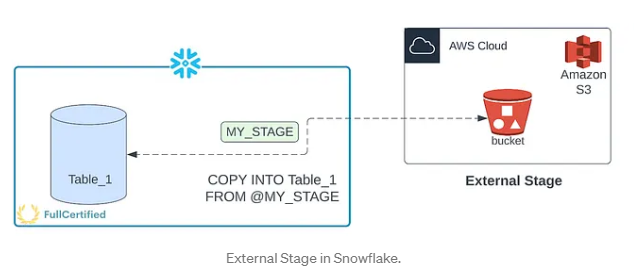 AWS Cloud
Amazon
S3
MY_STAGE
bucket
Table_1
COPY INTO Table_1
FROM @MY_STAGE
External Stage
FullCertified
External Stage in Snowflake.